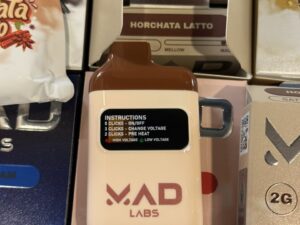 HORCHATA LATTO
MELLOW
INSTRUCTIONS
5 CLICKS - ON/OFF
3 CLICKS - CHANGE VOLTAGE
2 CLICKS - PRE HEAT
HIGH VOLTAGE
LOW VOLTAGE
MAD
LABS
2G